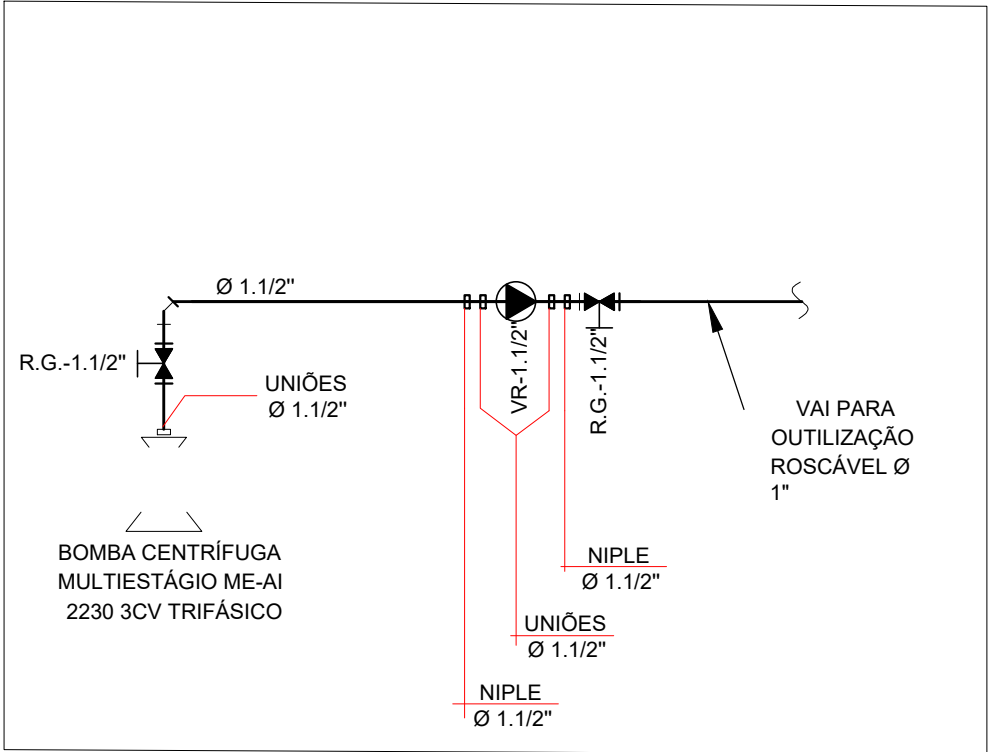 Ø 1.1/2"
R.G.-1.1/2"
UNIÕES
Ø 1.1/2"
VR-1.1/2"
R.G.-1.1/2"
VAI PARA
OUTILIZAÇÃO
ROSCÁVEL Ø
1"
BOMBA CENTRÍFUGA
MULTIESTÁGIO ME-AI
2230 3CV TRIFÁSICO
NIPLE
Ø 1.1/2"
UNIÕES
Ø 1.1/2"
NIPLE
Ø 1.1/2"